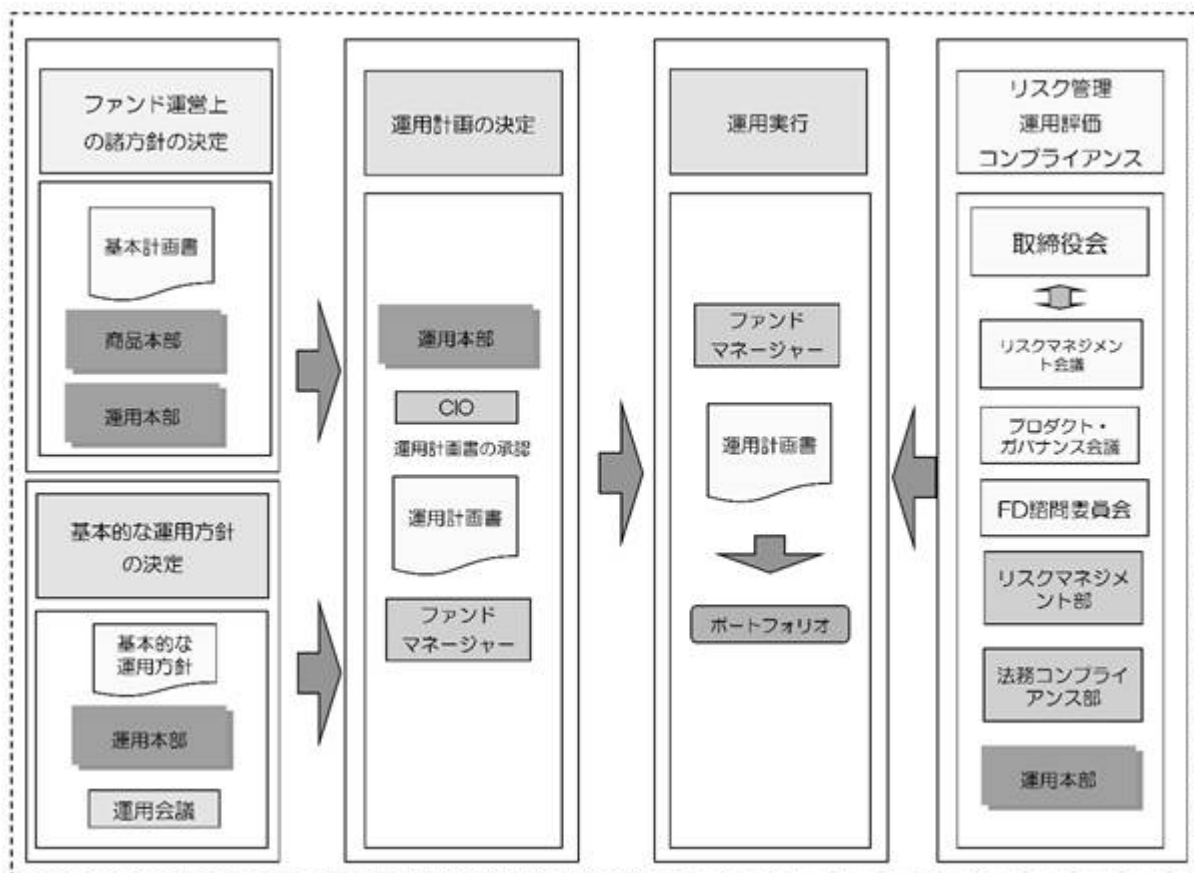 ファンド運営上
の諸方針の決定
基本計画書
商品本部
運用本部
基本的な運用方針
の決定
基本的な
運用方針
運用本部
運用会議
運用計画の決定
運用本部
CIO
運用計画書の承認
運用計画書
ファンド
マネージャー
運用実行
ファンド
マネージャー
運用計画書
ポートフォリオ
リスク管理
運用評価
コンプライアンス
取締役会
リスクマネジメン
ト会議
プロダクト・
ガバナンス会議
FD諮問委員会
リスクマネジメ
ント部
法務コンプライ
アンス部
運用本部